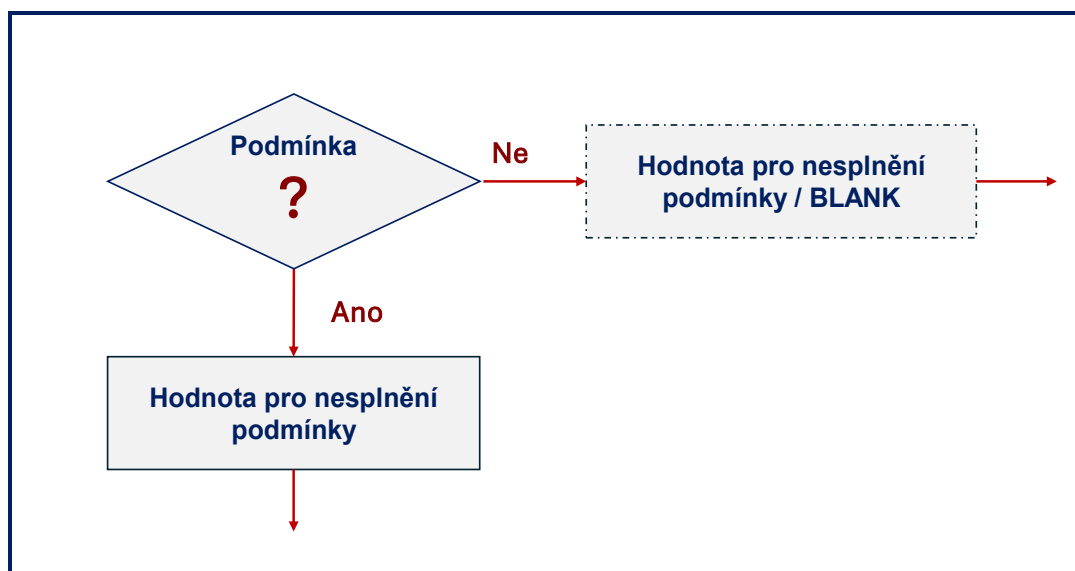 Podmínka
?
Ne
Hodnota pro nesplnění
podmínky / BLANK
Ano
Hodnota pro nesplnění
podmínky